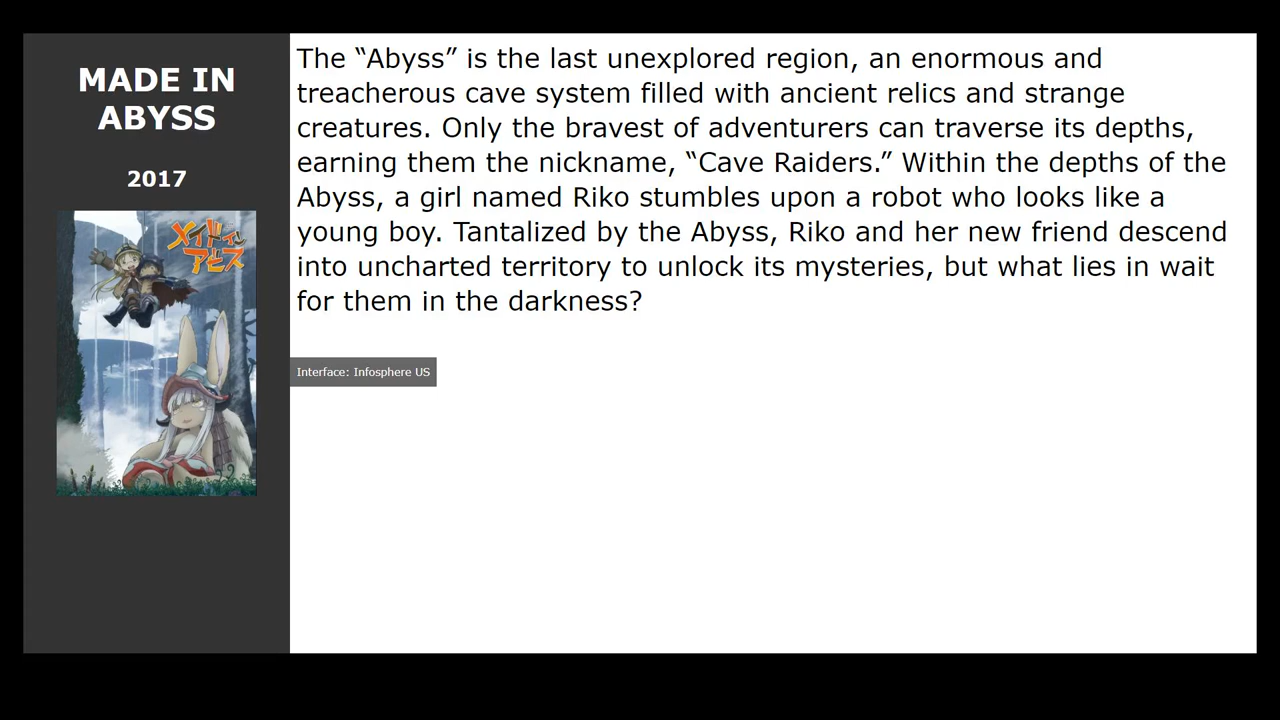 MADE IN
ABYSS
2017
メイドイン
アビス
The “Abyss” is the last unexplored region, an enormous and
treacherous cave system filled with ancient relics and strange
creatures. Only the bravest of adventurers can traverse its depths,
earning them the nickname, “Cave Raiders.” Within the depths of the
Abyss, a girl named Riko stumbles upon a robot who looks like a
young boy. Tantalized by the Abyss, Riko and her new friend descend
into uncharted territory to unlock its mysteries, but what lies in wait
for them in the darkness?
Interface: Infosphere US